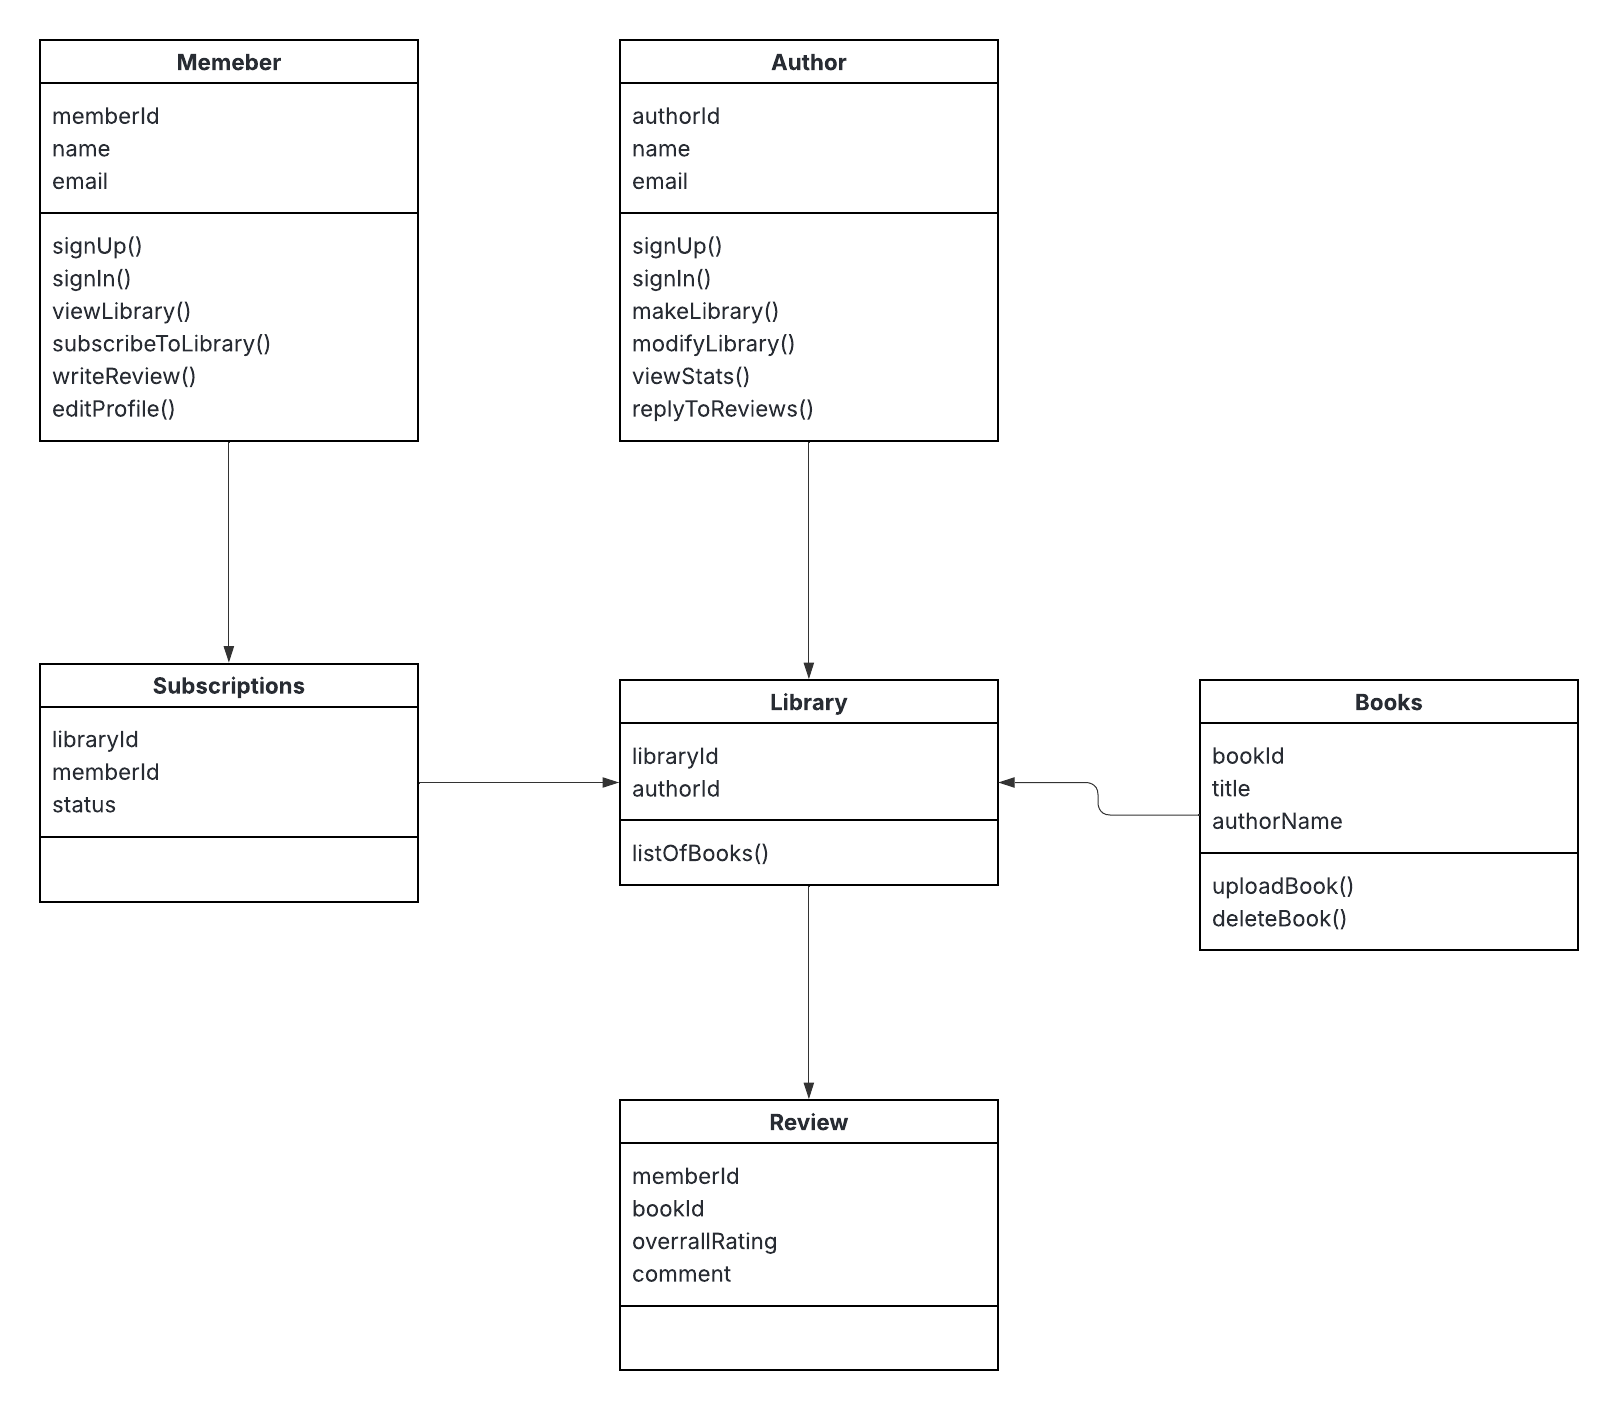 Memeber
memberId
name
email
signUp()
signIn()
viewLibrary()
subscribeToLibrary()
writeReview()
editProfile()
Author
authorId
name
email
signUp()
signIn()
makeLibrary()
modifyLibrary()
viewStats()
replyToReviews()
Subscriptions
libraryId
memberId
status
Library
libraryId
authorId
listOfBooks()
Books
bookId
title
authorName
uploadBook()
deleteBook()
Review
memberId
bookId
overrallRating
comment